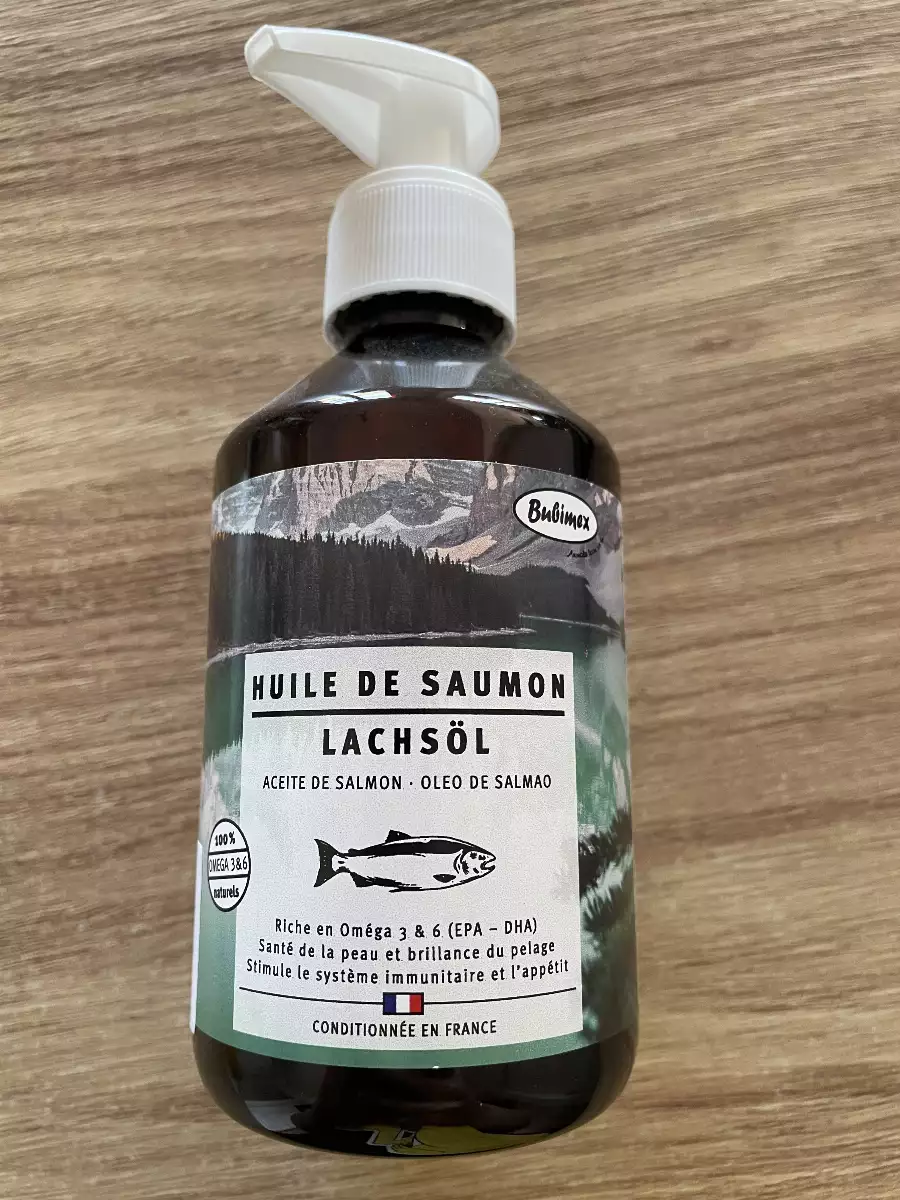 Bubimex
HUILE DE SAUMON
LACHSÖL
ACEITE DE SALMON · OLEO DE SALMAO
100%
OMEGA 3&6
naturels
Riche en Oméga 3 & 6 (EPA – DHA)
Santé de la peau et brillance du pelage
Stimule le système immunitaire et l'appétit
CONDITIONNÉE EN FRANCE